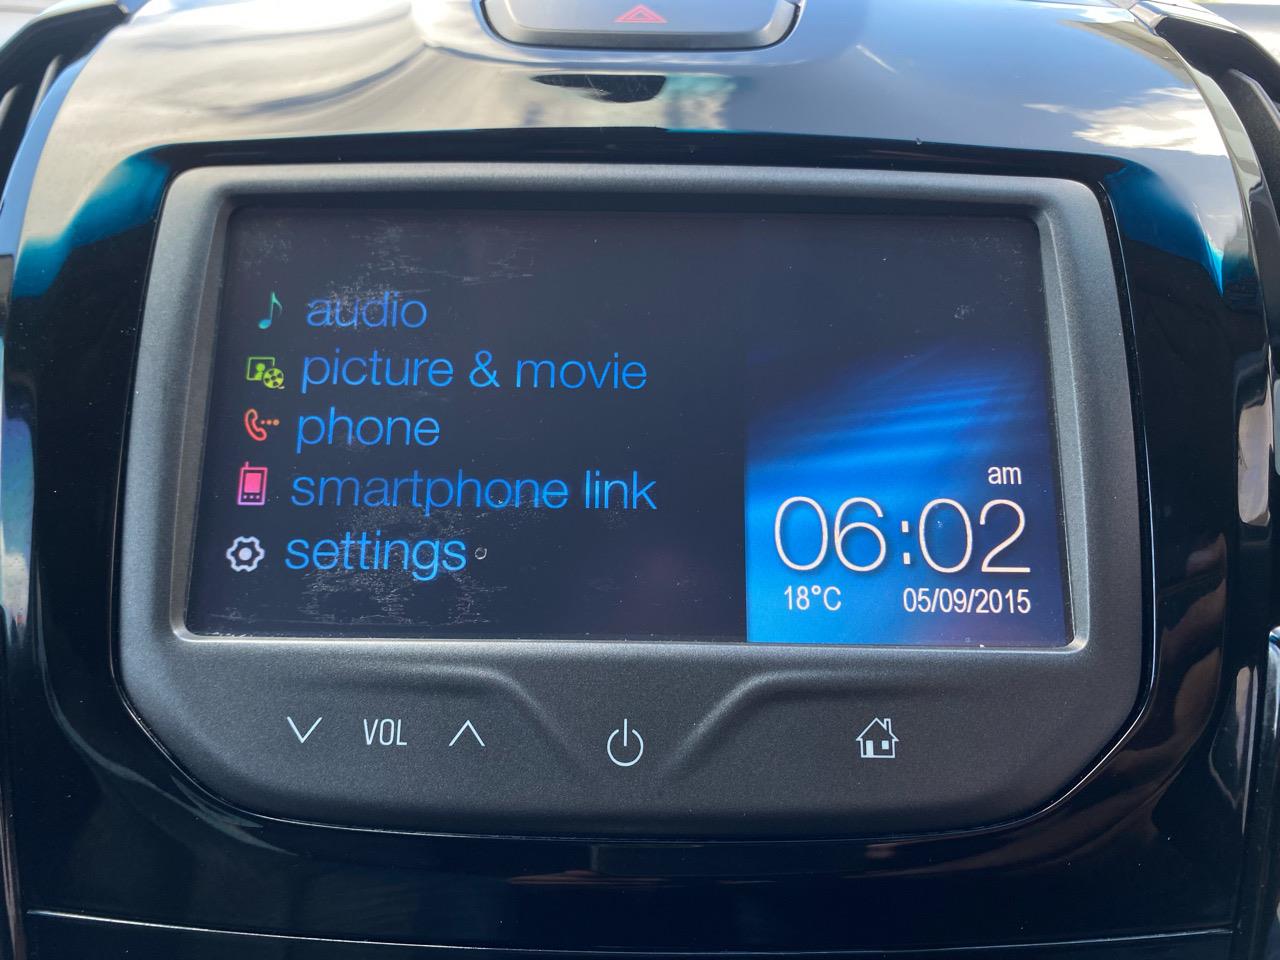 audio
picture & movie
phone
smartphone link
settings
am
06:02
18°C 05/09/2015
VOL